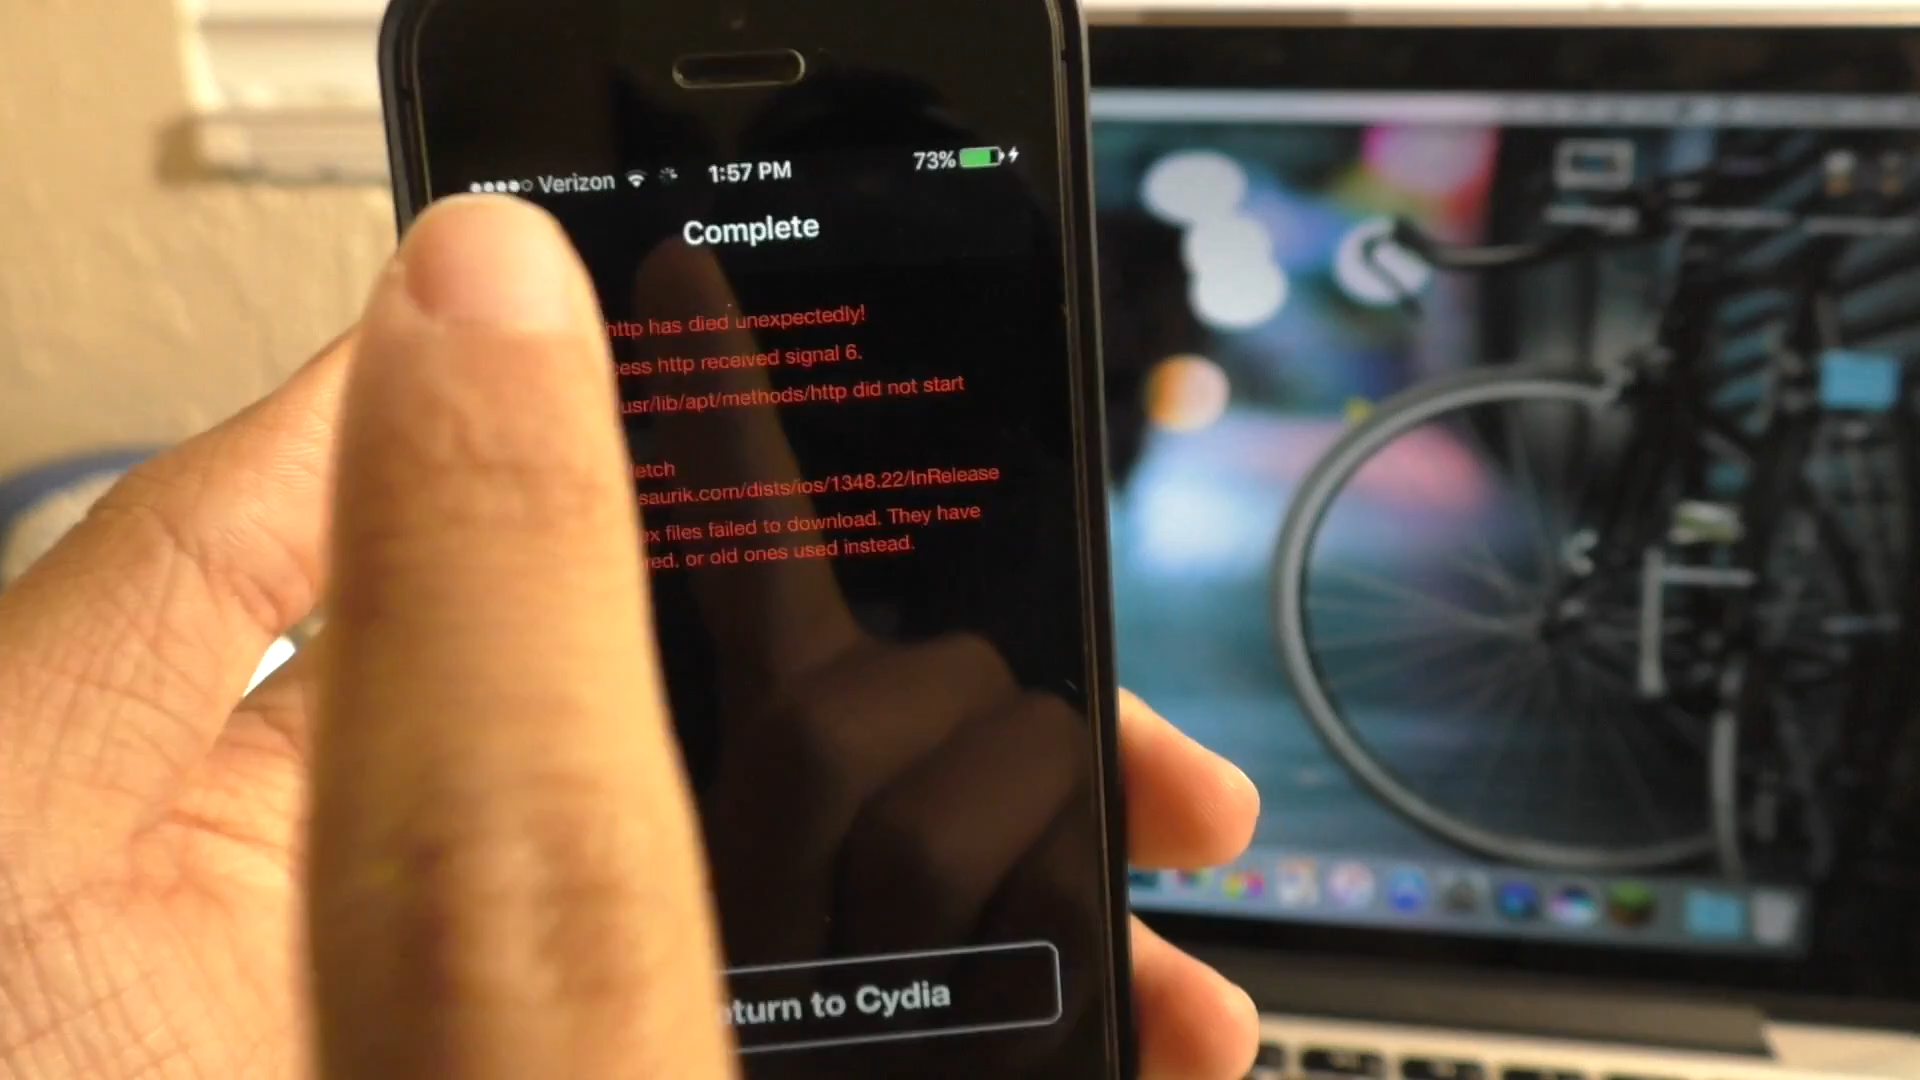 Verizon 1:57 PM 73%
Complete
http has died unexpectedly!
ess http received signal 6.
usr/lib/apt/methods/http did not start
etch
saurik.com/dists/ios/1348.22/InRelease
x files failed to download. They have
red, or old ones used instead.
turn to Cydia